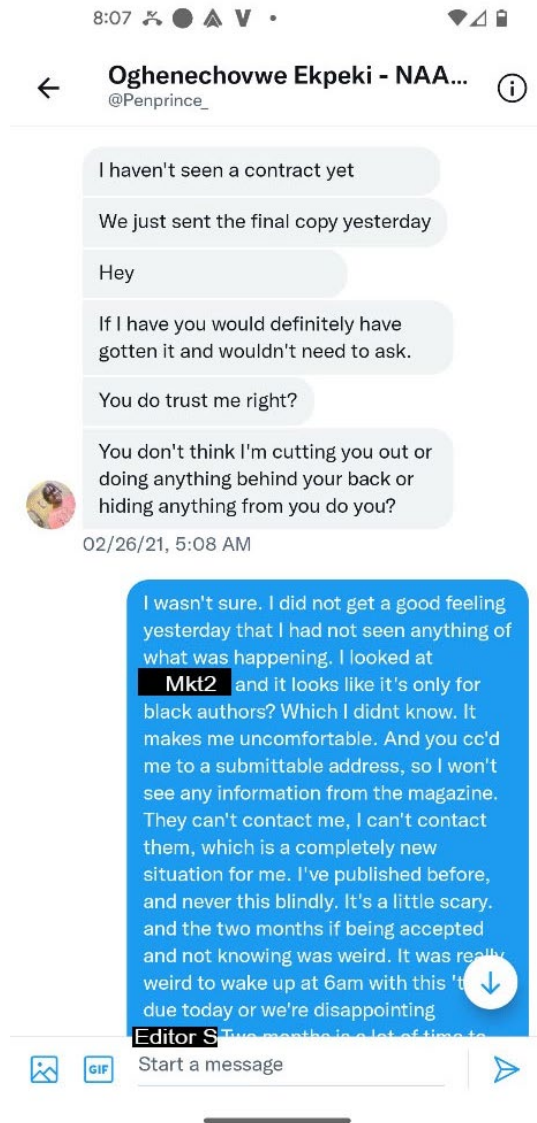 8:07
Oghenechovwe Ekpeki - NAA...
@Penprince_
I haven't seen a contract yet
We just sent the final copy yesterday
Hey
If I have you would definitely have
gotten it and wouldn't need to ask.
You do trust me right?
You don't think I'm cutting you out or
doing anything behind your back or
hiding anything from you do you?
02/26/21, 5:08 AM
I wasn't sure. I did not get a good feeling
yesterday that I had not seen anything of
what was happening. I looked at
Mkt2 and it looks like it's only for
black authors? Which I didnt know. It
makes me uncomfortable. And you cc'd
me to a submittable address, so I won't
see any information from the magazine.
They can't contact me, I can't contact
them, which is a completely new
situation for me. I've published before,
and never this blindly. It's a little scary.
and the two months if being accepted
and not knowing was weird. It was really
weird to wake up at 6am with this 't
due today or we're disappointing
Editor S Two months is a lot of time to
GIF
Start a message